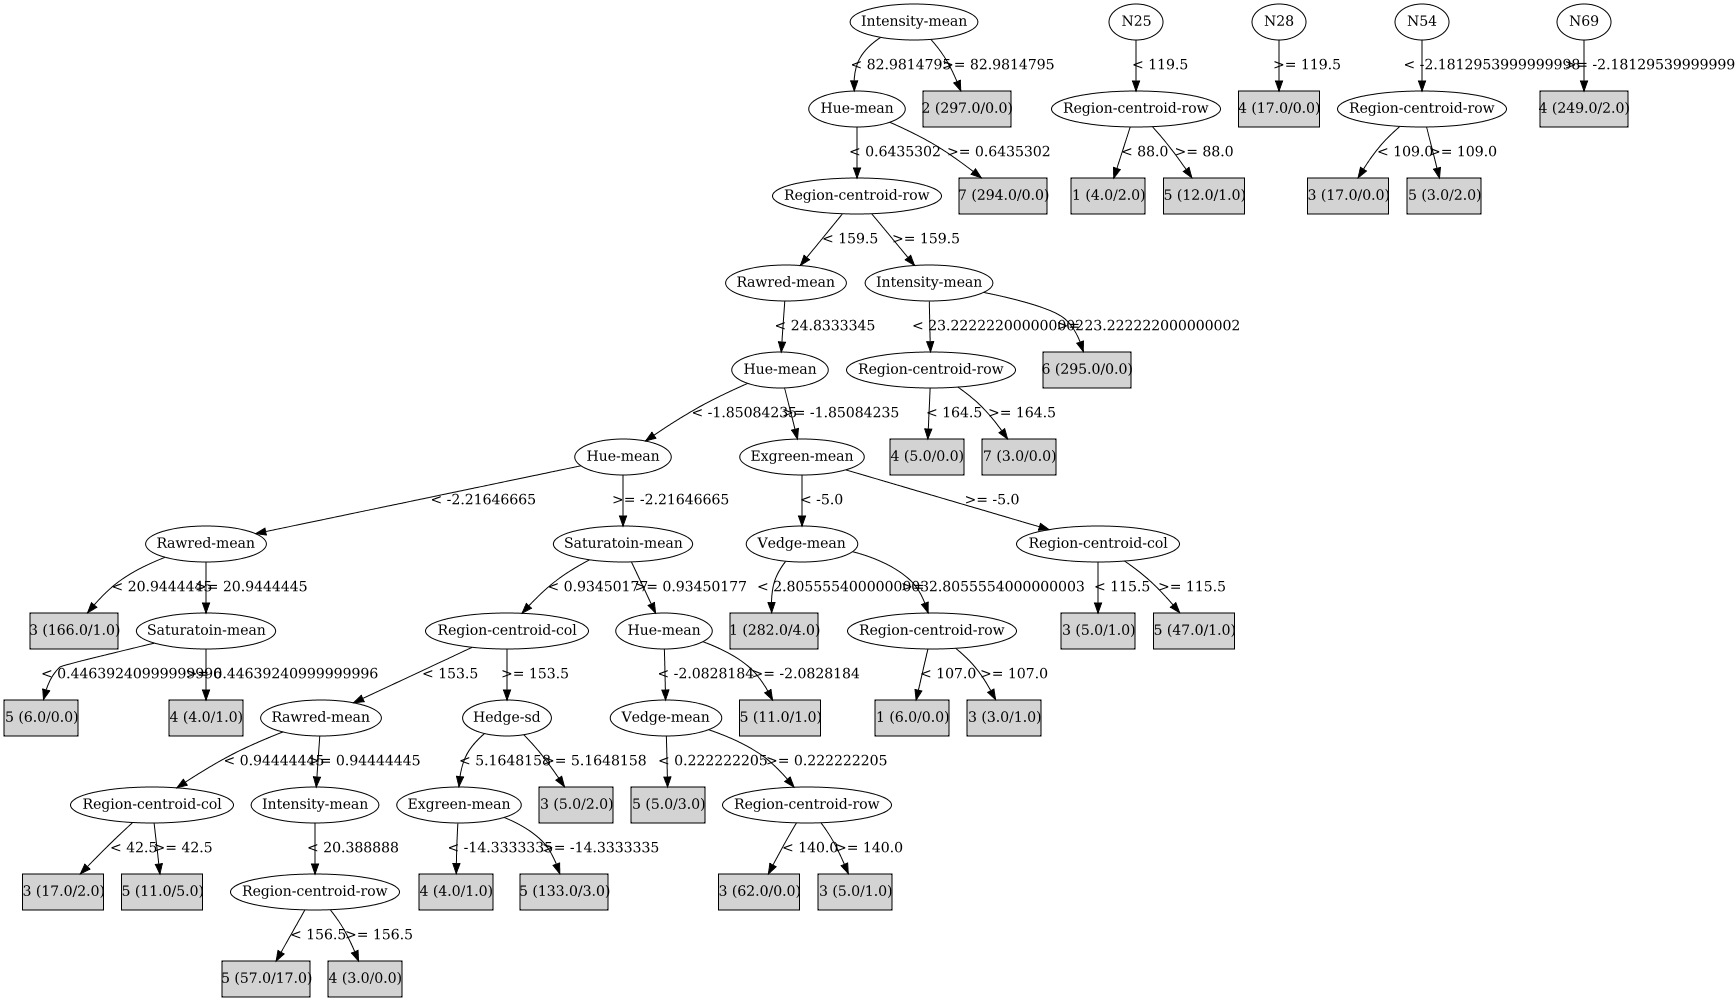 Intensity-mean
N25
N28
N54
N69
< 82.9814795
>= 82.9814795
< 119.5
>= 119.5
< -2.1812953999999998
>= -2.18129539999999
Hue-mean
2 (297.0/0.0)
Region-centroid-row
4 (17.0/0.0)
Region-centroid-row
4 (249.0/2.0)
< 0.6435302
>= 0.6435302
< 88.0
>= 88.0
< 109.0
>= 109.0
Region-centroid-row
7 (294.0/0.0)
1 (4.0/2.0)
5 (12.0/1.0)
3 (17.0/0.0)
5 (3.0/2.0)
< 159.5
>= 159.5
Rawred-mean
Intensity-mean
< 24.8333345
< 23.222222000000002
>= 23.222222000000002
Hue-mean
Region-centroid-row
6 (295.0/0.0)
< -1.85084235
>= -1.85084235
< 164.5
>= 164.5
Hue-mean
Exgreen-mean
4 (5.0/0.0)
7 (3.0/0.0)
< -2.21646665
>= -2.21646665
< -5.0
>= -5.0
Rawred-mean
Saturatoin-mean
Vedge-mean
Region-centroid-col
< 20.9444445
>= 20.9444445
< 0.93450177
>= 0.93450177
< 2.8055554000000003
>= 2.8055554000000003
< 115.5
>= 115.5
3 (166.0/1.0)
Saturatoin-mean
Region-centroid-col
Hue-mean
1 (282.0/4.0)
Region-centroid-row
3 (5.0/1.0)
5 (47.0/1.0)
< 0.44639240999999996
>= 0.44639240999999996
< 153.5
>= 153.5
< -2.0828184
>= -2.0828184
< 107.0
>= 107.0
5 (6.0/0.0)
4 (4.0/1.0)
Rawred-mean
Hedge-sd
Vedge-mean
5 (11.0/1.0)
1 (6.0/0.0)
3 (3.0/1.0)
< 0.94444445
>= 0.94444445
< 5.1648158
>= 5.1648158
< 0.222222205
>= 0.222222205
Region-centroid-col
Intensity-mean
Exgreen-mean
3 (5.0/2.0)
5 (5.0/3.0)
Region-centroid-row
< 42.5
>= 42.5
< 20.388888
< -14.3333335
>= -14.3333335
< 140.0
>= 140.0
3 (17.0/2.0)
5 (11.0/5.0)
Region-centroid-row
4 (4.0/1.0)
5 (133.0/3.0)
3 (62.0/0.0)
3 (5.0/1.0)
< 156.5
>= 156.5
5 (57.0/17.0)
4 (3.0/0.0)